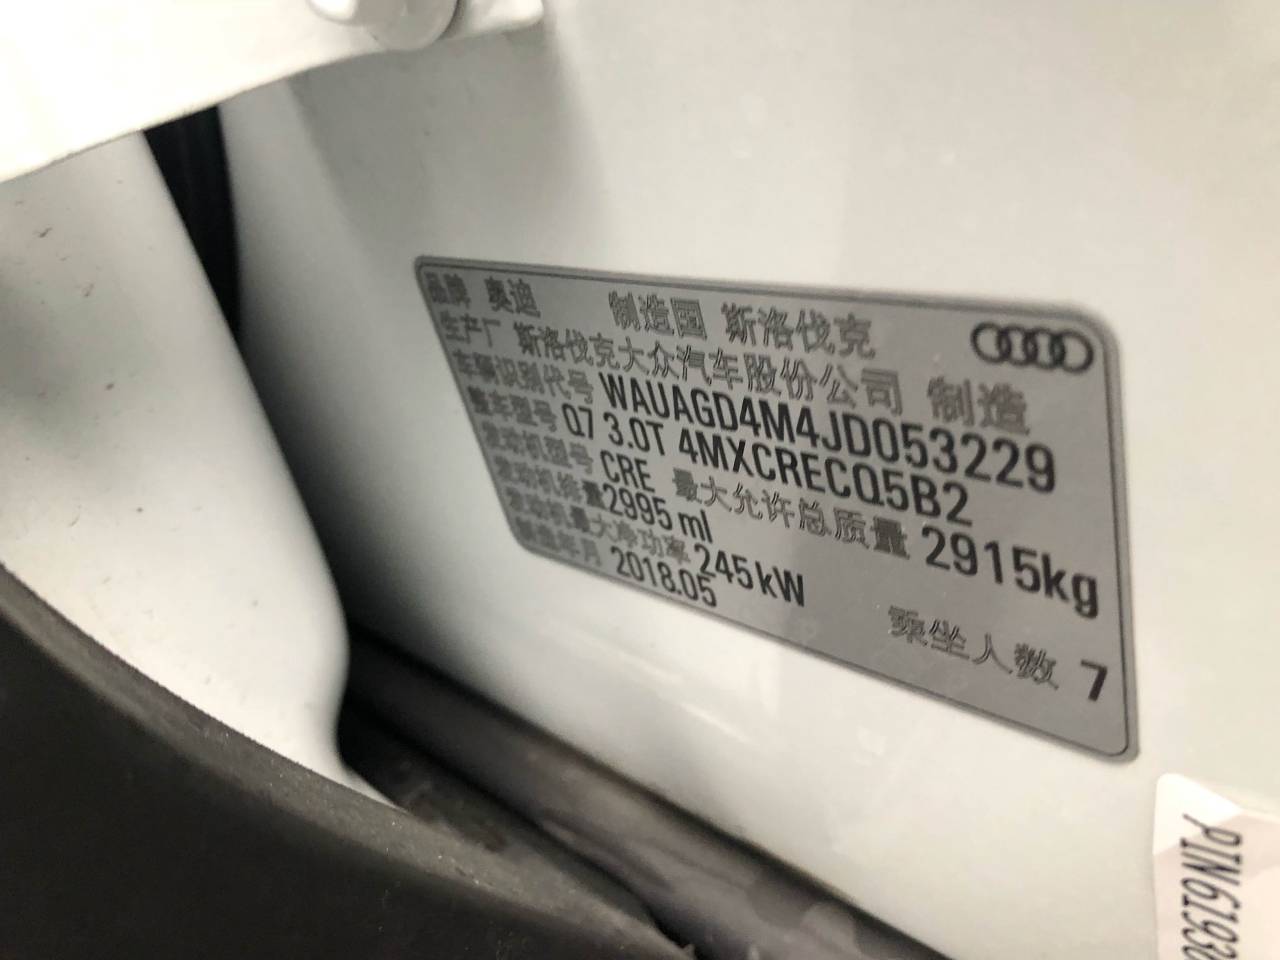 品牌 奥迪 制造国 斯洛伐克
生产厂 斯洛伐克大众汽车股份公司 制造
车辆识别代号 WAUAGD4M4JD053229
整车型号 Q7 3.0T 4MXCRECQ5B2
发动机型号 CRE 最大允许总质量 2915kg
发动机排量 2995 ml
发动机最大净功率 245kW 乘坐人数 7
制造年月 2018.05
PIN61936